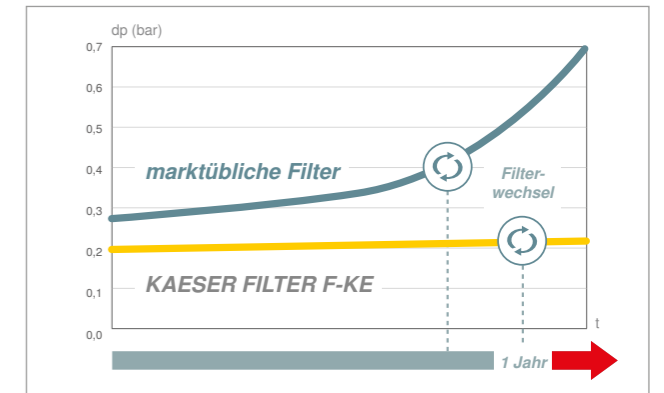 dp (bar)
0,7
0,6
0,5
0,4
0,3
0,2
0,1
0,0
marktübliche Filter
Filter-
wechsel
KAESER FILTER F-KE
t
1 Jahr